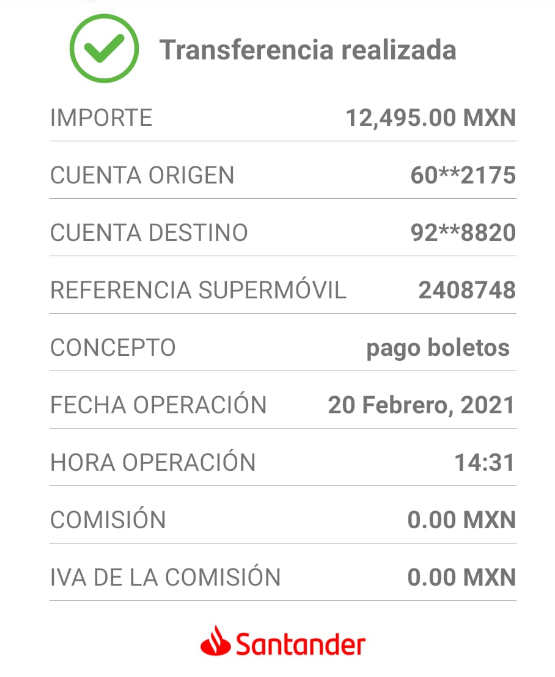 Transferencia realizada
IMPORTE 12,495.00 MXN
CUENTA ORIGEN 60**2175
CUENTA DESTINO 92**8820
REFERENCIA SUPERMÓVIL 2408748
CONCEPTO pago boletos
FECHA OPERACIÓN 20 Febrero, 2021
HORA OPERACIÓN 14:31
COMISIÓN 0.00 MXN
IVA DE LA COMISIÓN 0.00 MXN
Santander